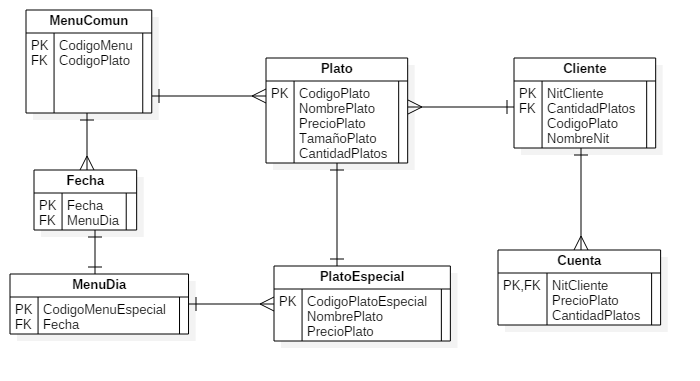 MenuComun
PK CodigoMenu
FK CodigoPlato
Plato
PK CodigoPlato
NombrePlato
PrecioPlato
TamañoPlato
CantidadPlatos
Cliente
PK NitCliente
FK CantidadPlatos
CodigoPlato
NombreNit
Fecha
PK Fecha
FK MenuDia
MenuDia
PK CodigoMenuEspecial
FK Fecha
PlatoEspecial
PK CodigoPlatoEspecial
NombrePlato
PrecioPlato
Cuenta
PK,FK NitCliente
PrecioPlato
CantidadPlatos